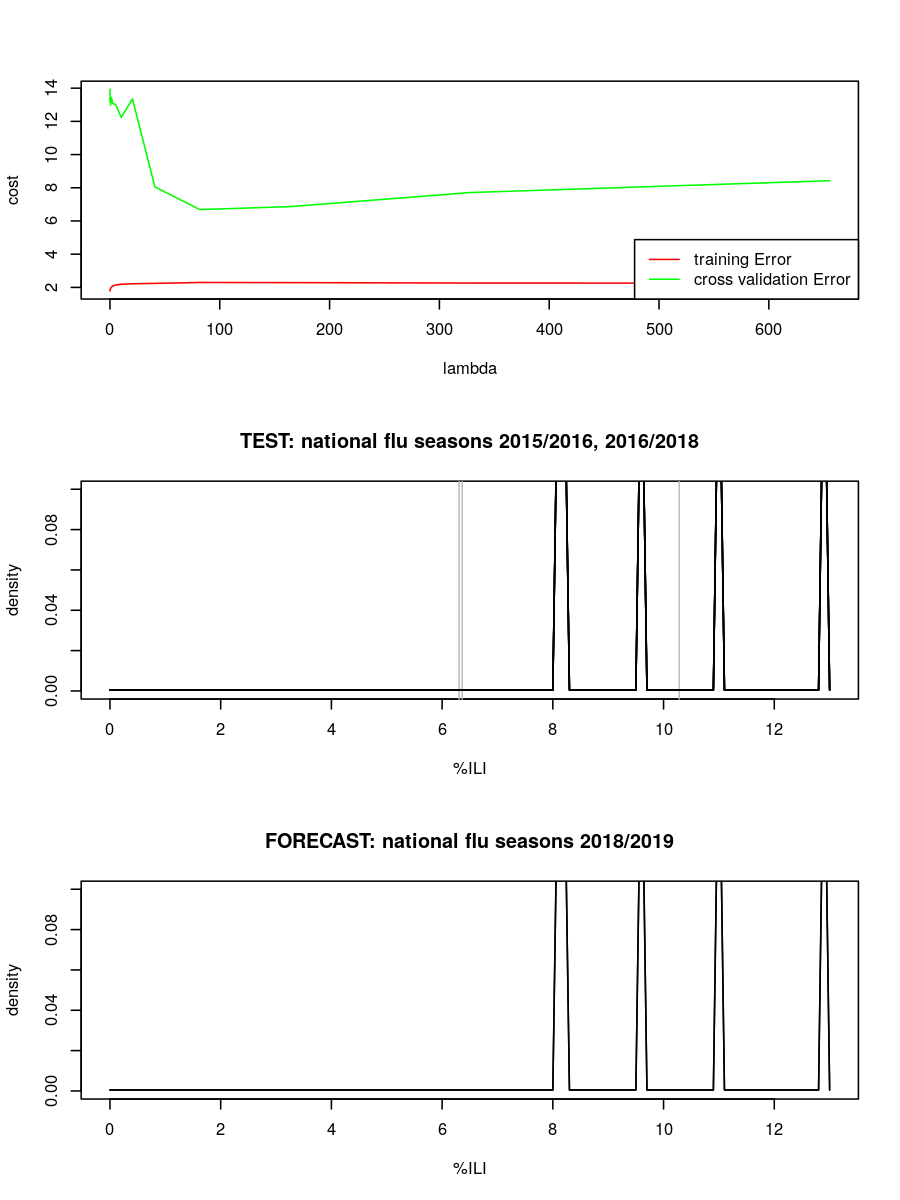 14
12
10
8
6
4
2
cost
training Error
cross validation Error
0 100 200 300 400 500 600
lambda
TEST: national flu seasons 2015/2016, 2016/2018
0.08
0.04
0.00
density
0 2 4 6 8 10 12
%ILI
FORECAST: national flu seasons 2018/2019
0.08
0.04
0.00
density
0 2 4 6 8 10 12
%ILI